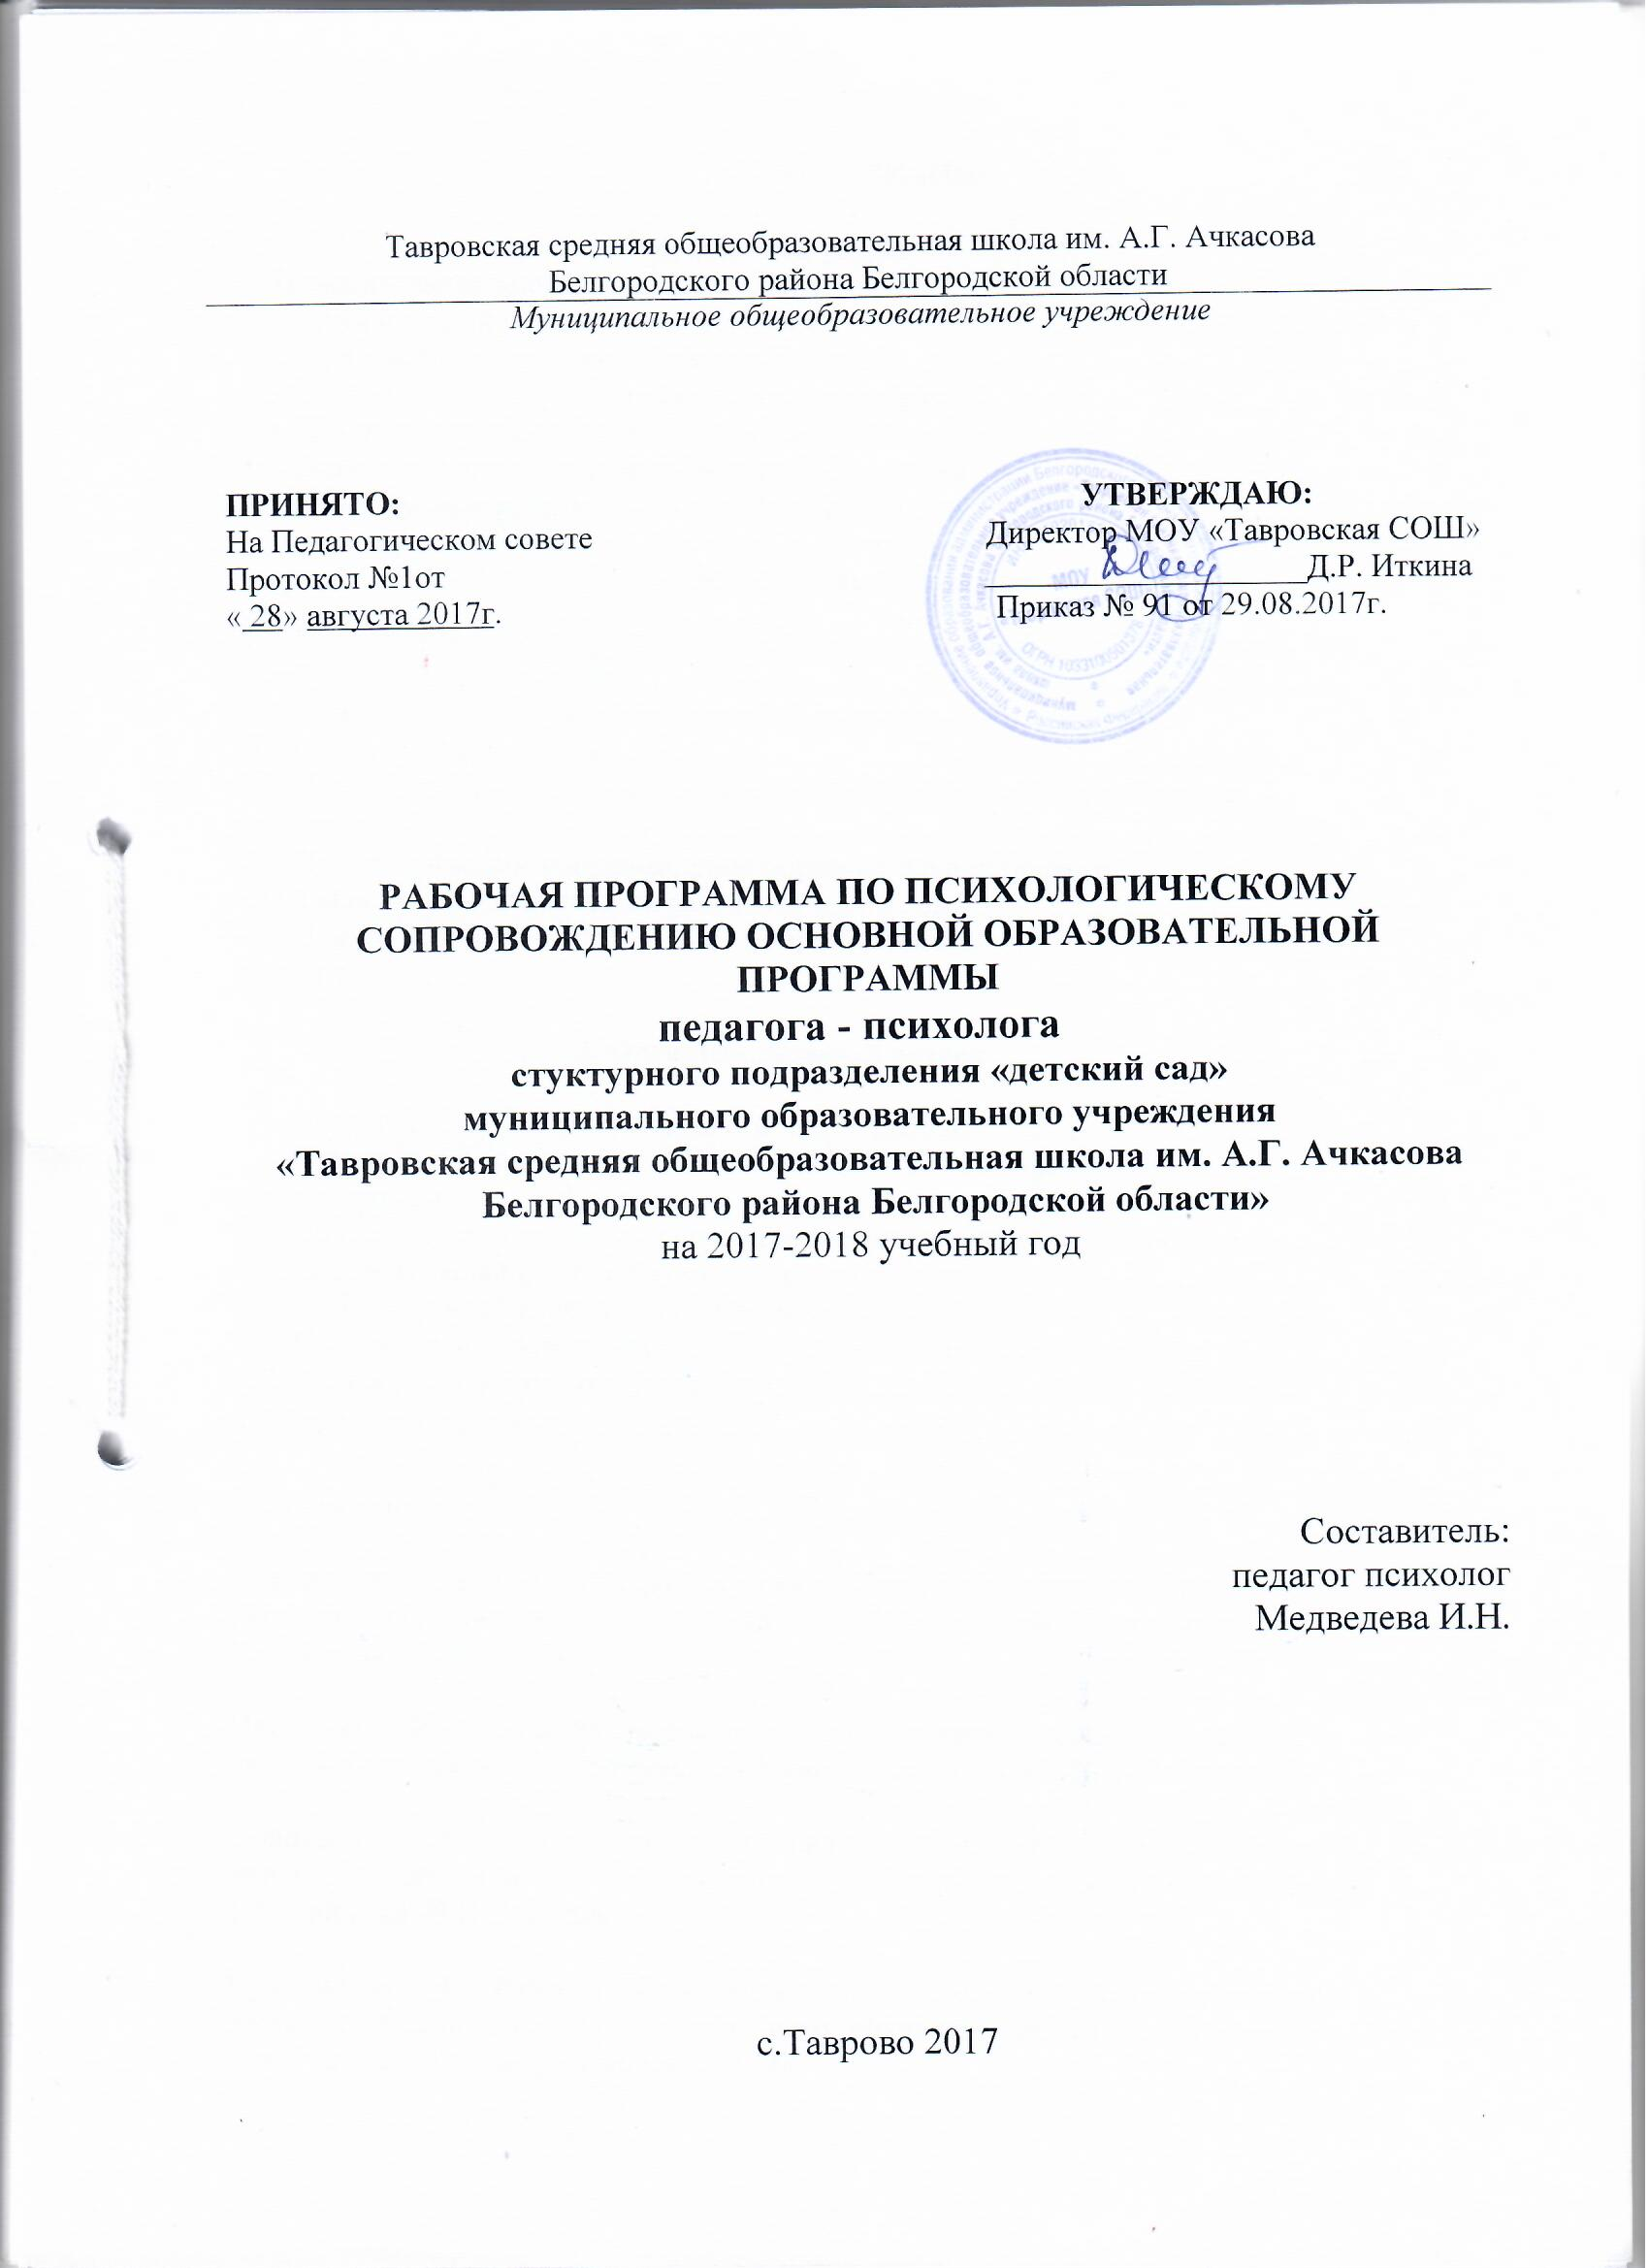 Тавровская средняя общеобразовательная школа им. А.Г. Ачкасова
Белгородского района Белгородской области
Муниципальное общеобразовательное учреждение
ПРИНЯТО:
На Педагогическом совете
Протокол №1от
« 28» августа 2017г.
УТВЕРЖДАЮ:
Директор МОУ «Тавровская СОШ»
Д.Р. Иткина
Приказ № 91 от 29.08.2017г.
РАБОЧАЯ ПРОГРАММА ПО ПСИХОЛОГИЧЕСКОМУ
СОПРОВОЖДЕНИЮ ОСНОВНОЙ ОБРАЗОВАТЕЛЬНОЙ
ПРОГРАММЫ
педагога - психолога
стуктурного подразделения «детский сад»
муниципального образовательного учреждения
«Тавровская средняя общеобразовательная школа им. А.Г. Ачкасова
Белгородского района Белгородской области»
на 2017-2018 учебный год
Составитель:
педагог психолог
Медведева И.Н.
с.Таврово 2017